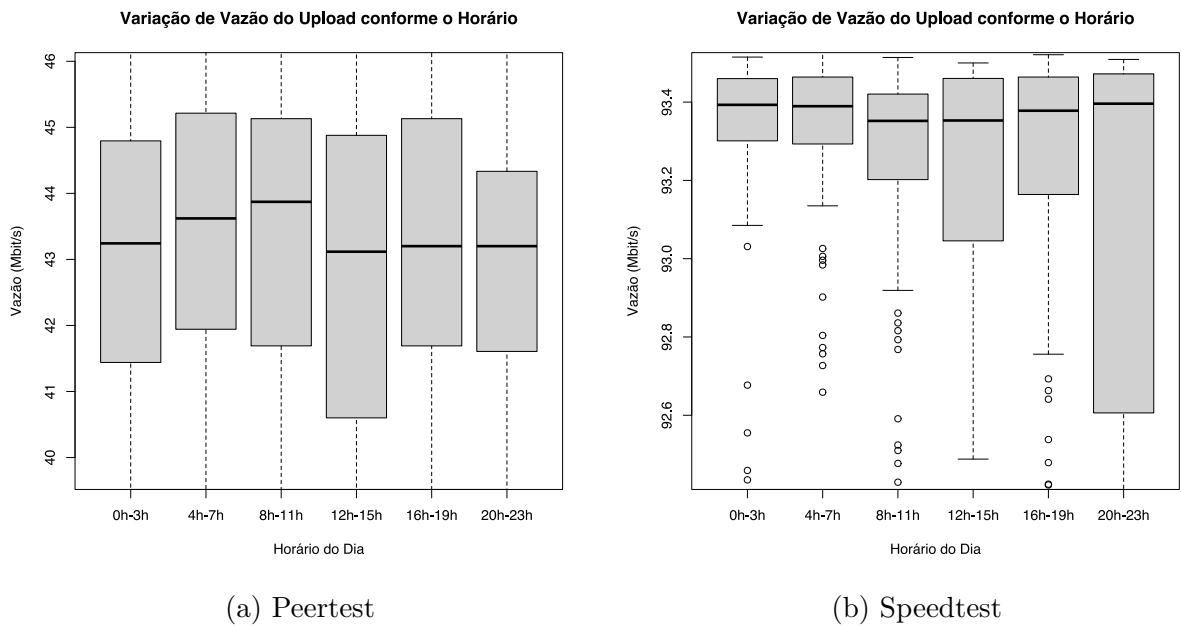 Variação de Vazão do Upload conforme o Horário
Vazão (Mbit/s)
46
45
44
43
42
41
40
0h-3h 4h-7h 8h-11h 12h-15h 16h-19h 20h-23h
Horário do Dia
(a) Peertest
Variação de Vazão do Upload conforme o Horário
Vazão (Mbit/s)
93.4
93.2
93.0
92.8
92.6
0h-3h 4h-7h 8h-11h 12h-15h 16h-19h 20h-23h
Horário do Dia
(b) Speedtest